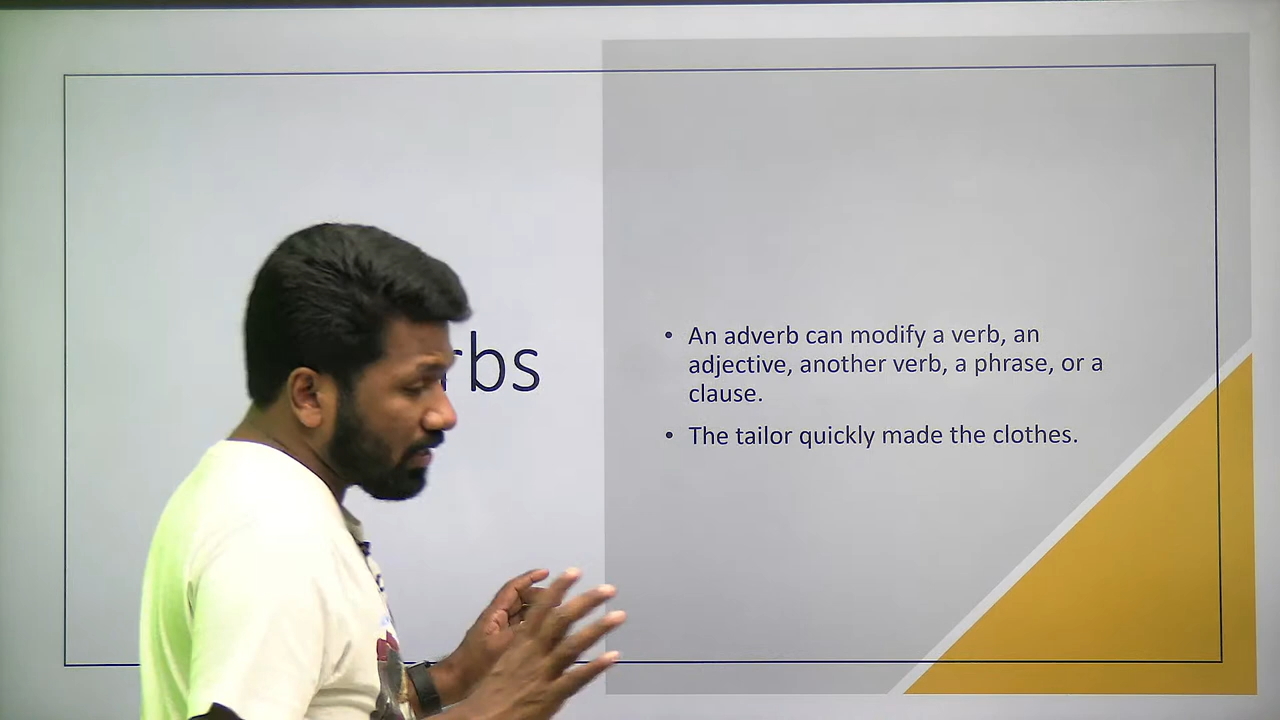 rbs
• An adverb can modify a verb, an
adjective, another verb, a phrase, or a
clause.
• The tailor quickly made the clothes.